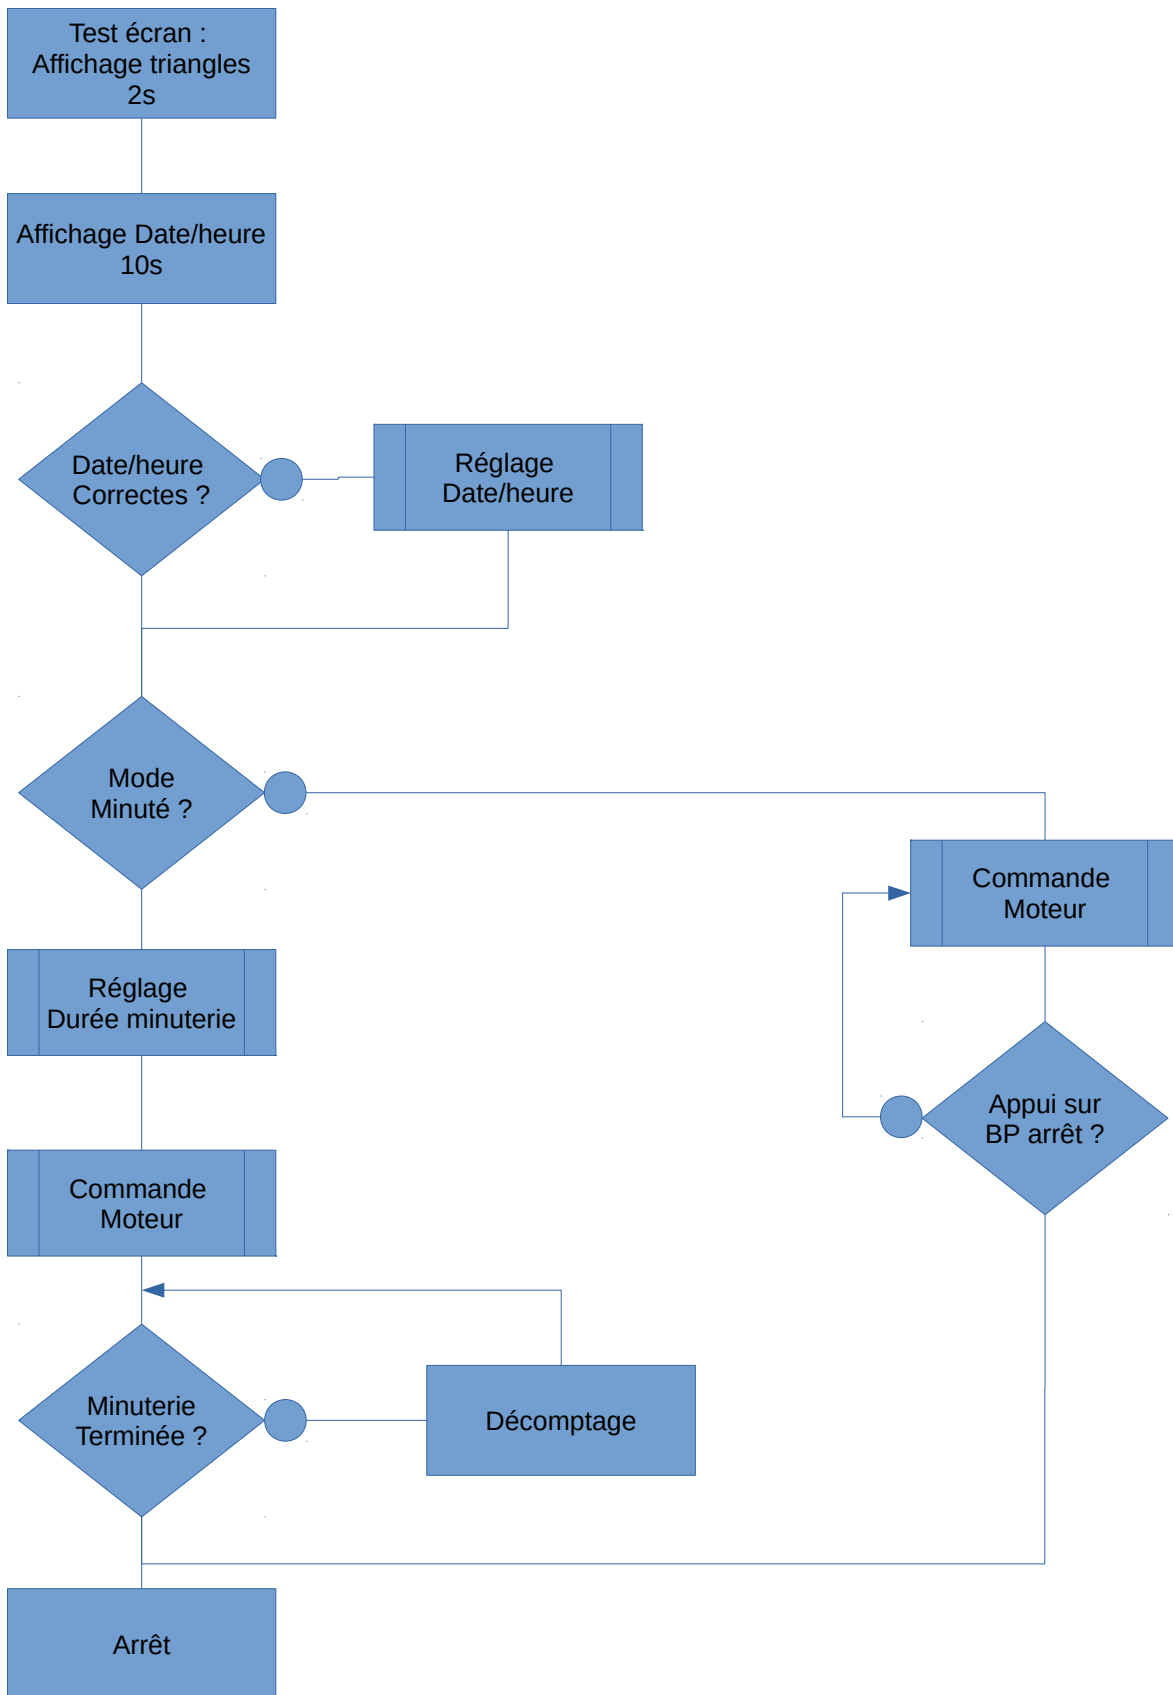 Test écran :
Affichage triangles
2s
Affichage Date/heure
10s
Date/heure
Correctes ?
Réglage
Date/heure
Mode
Minuté ?
Commande
Moteur
Réglage
Durée minuterie
Appui sur
BP arrêt ?
Commande
Moteur
Minuterie
Terminée ?
Décomptage
Arrêt